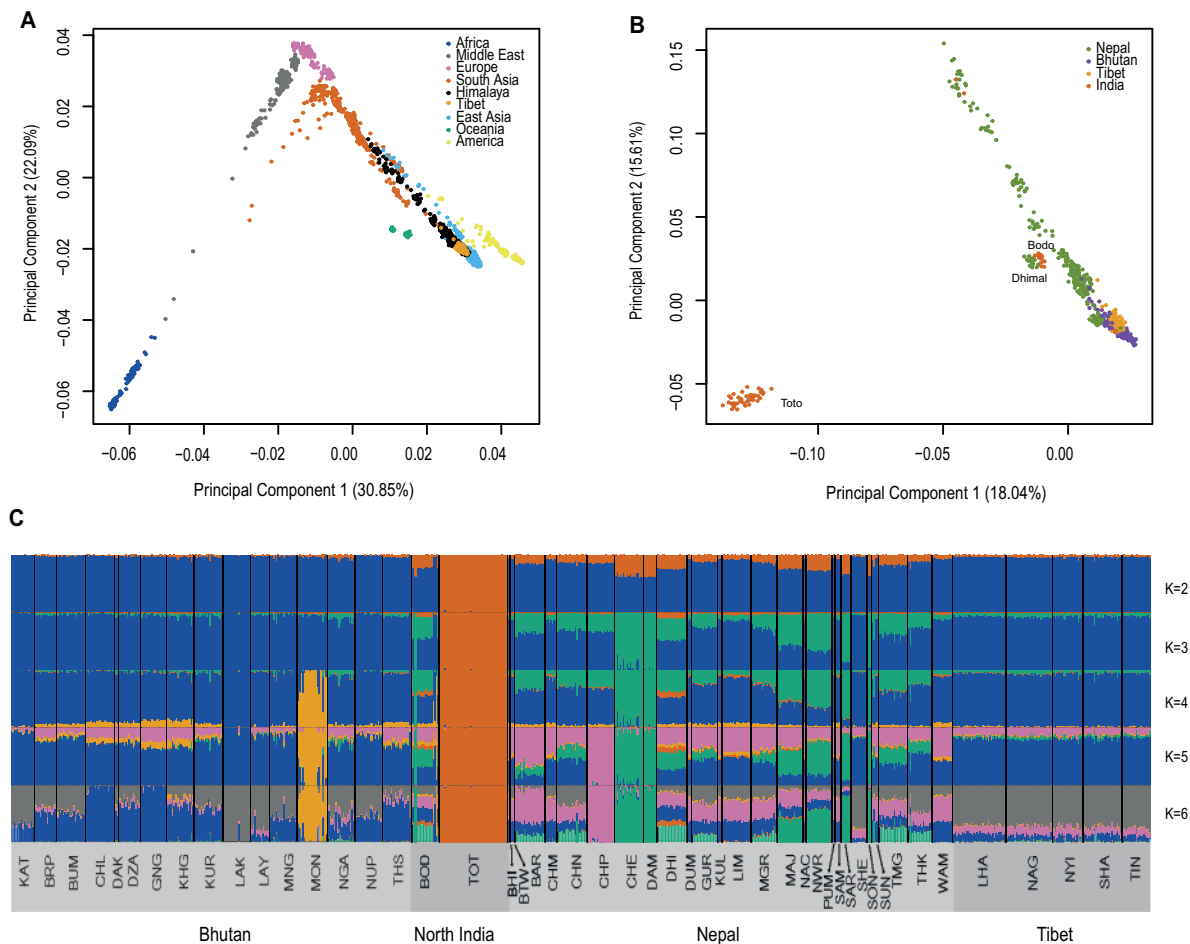 A
Principal Component 2 (22.09%)
0.04
0.02
0.00
−0.02
−0.04
−0.06
Africa
Middle East
Europe
South Asia
Himalaya
Tibet
East Asia
Oceania
America
−0.06
−0.04
−0.02
0.00
0.02
0.04
Principal Component 1 (30.85%)
B
Principal Component 2 (15.61%)
0.15
0.10
0.05
0.00
−0.05
Nepal
Bhutan
Tibet
India
Bodo
Dhimal
Toto
−0.10
−0.05
0.00
Principal Component 1 (18.04%)
C
K=2
K=3
K=4
K=5
K=6
KAT
BRP
BUM
CHL
DAK
DZA
GNG
KHG
KUR
LAK
LAY
MNG
MON
NGA
NUP
THS
BOD
TOT
BHI
BTW
BAR
CHM
CHN
CHP
CHE
DAM
DHI
DUM
GUR
KUL
LIM
MGR
MAJ
NAC
NWR
PUM
SAM
SAR
SHE
SON
SUN
TMG
THK
WAM
LHA
NAG
NYI
SHA
TIN
Bhutan
North India
Nepal
Tibet